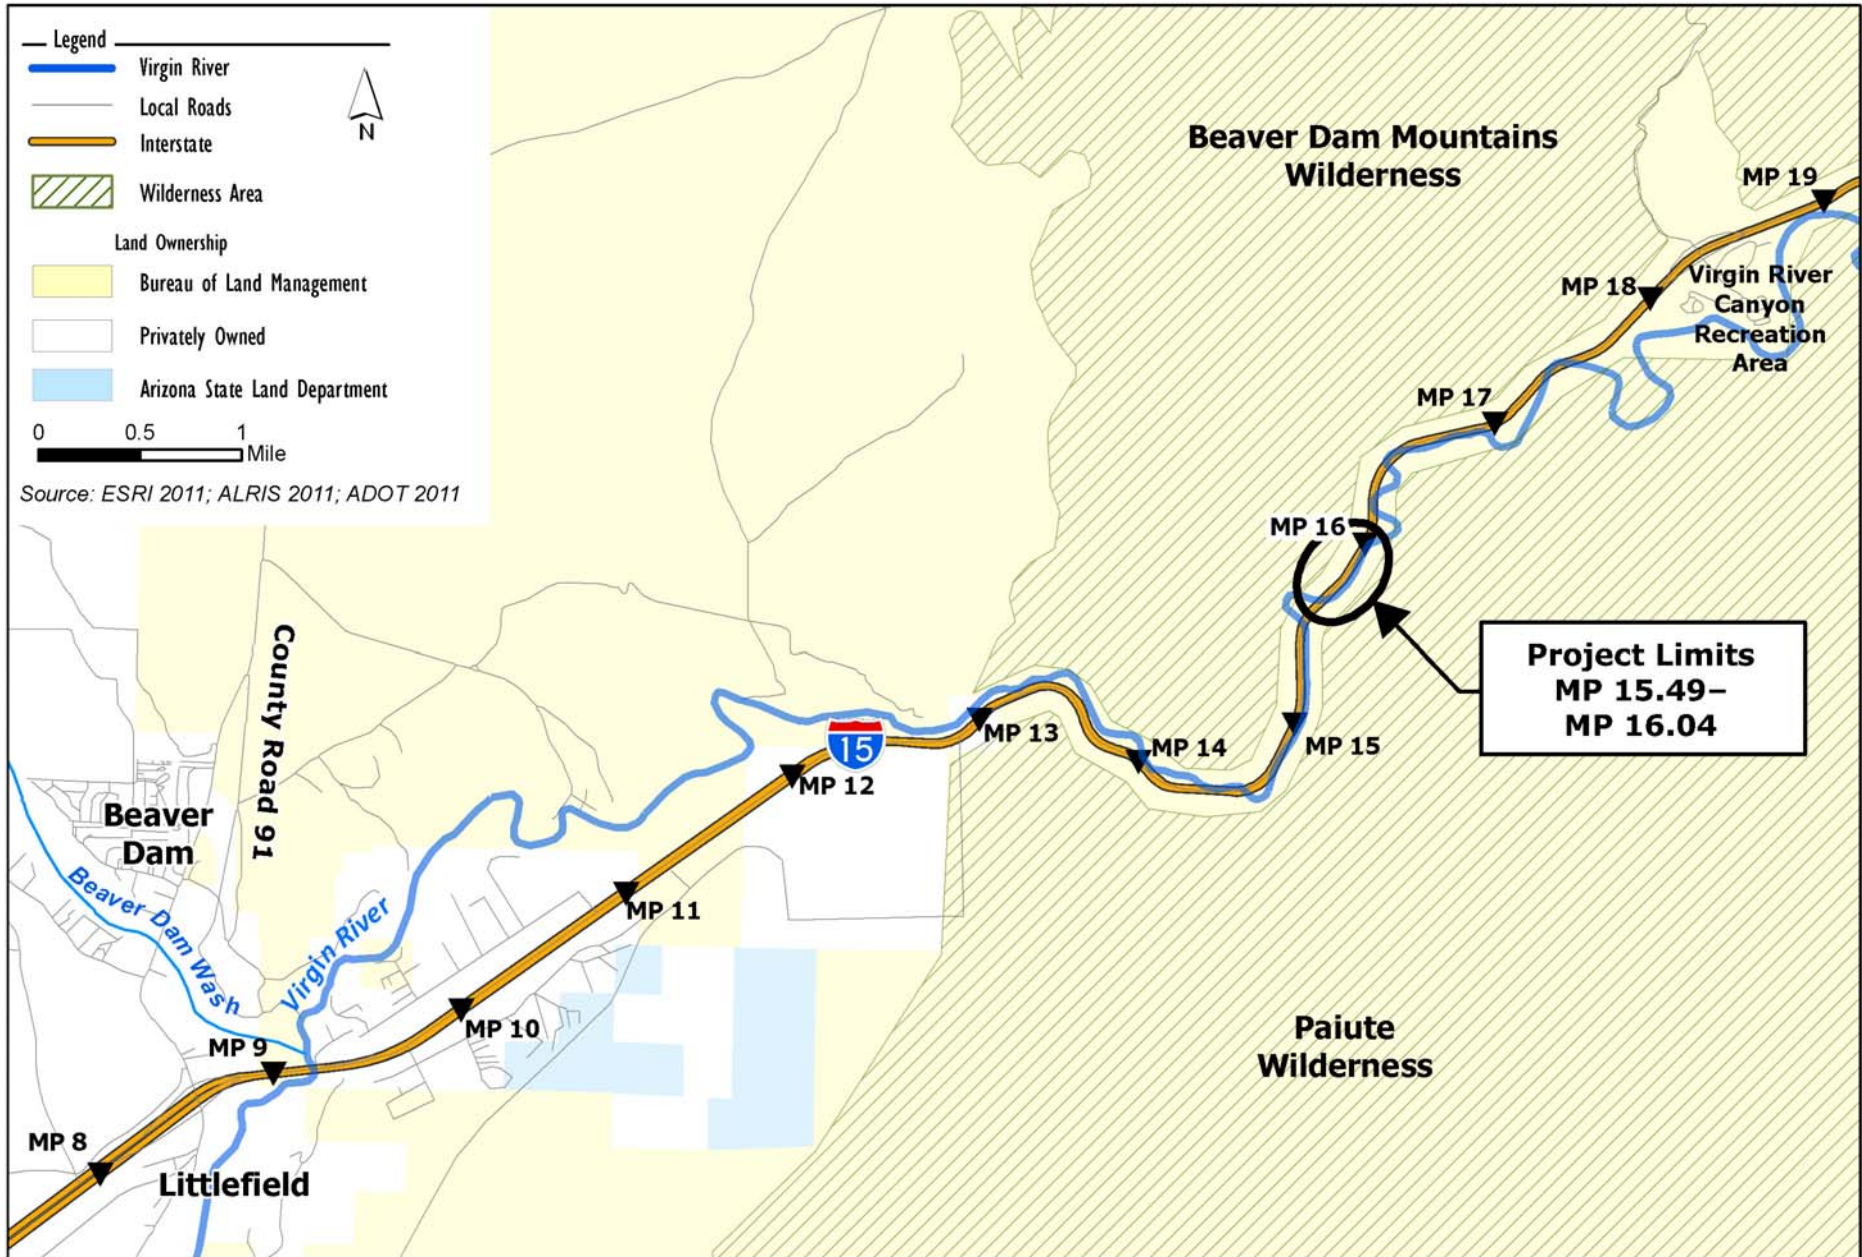 Legend
Virgin River
Local Roads
Interstate
Wilderness Area
Land Ownership
Bureau of Land Management
Privately Owned
Arizona State Land Department
N
0 0.5 1
Mile
Source: ESRI 2011; ALRIS 2011; ADOT 2011
Beaver Dam Mountains
Wilderness
MP 19
MP 18
Virgin River
Canyon
Recreation
Area
MP 17
MP 16
Project Limits
MP 15.49–
MP 16.04
MP 15
MP 14
MP 13
15
MP 12
MP 11
MP 10
MP 9
MP 8
County Road 91
Beaver
Dam
Beaver Dam Wash
Virgin River
Littlefield
Paiute
Wilderness